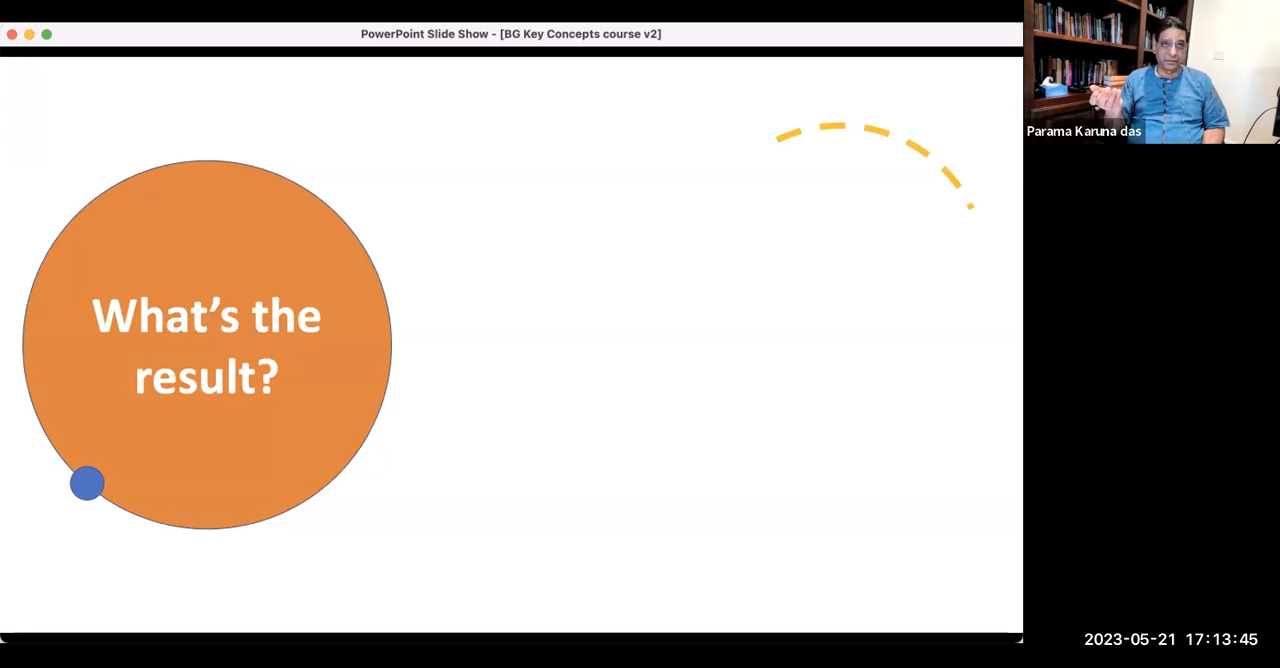 PowerPoint Slide Show - [BG Key Concepts course v2]
What’s the
result?
Parama Karuna das
2023-05-21 17:13:45